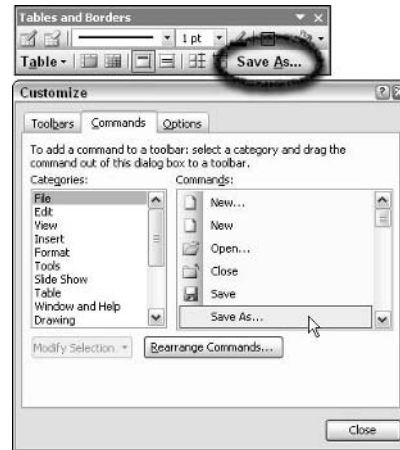 Tables and Borders
1 pt
Table
Save As...
Customize
Toolbars Commands Options
To add a command to a toolbar: select a category and drag the
command out of this dialog box to a toolbar.
Categories: Commands:
File
Edit
View
Insert
Format
Tools
Slide Show
Table
Window and Help
Drawing
New...
New
Open...
Close
Save
Save As...
Modify Selection Rearrange Commands...
Close